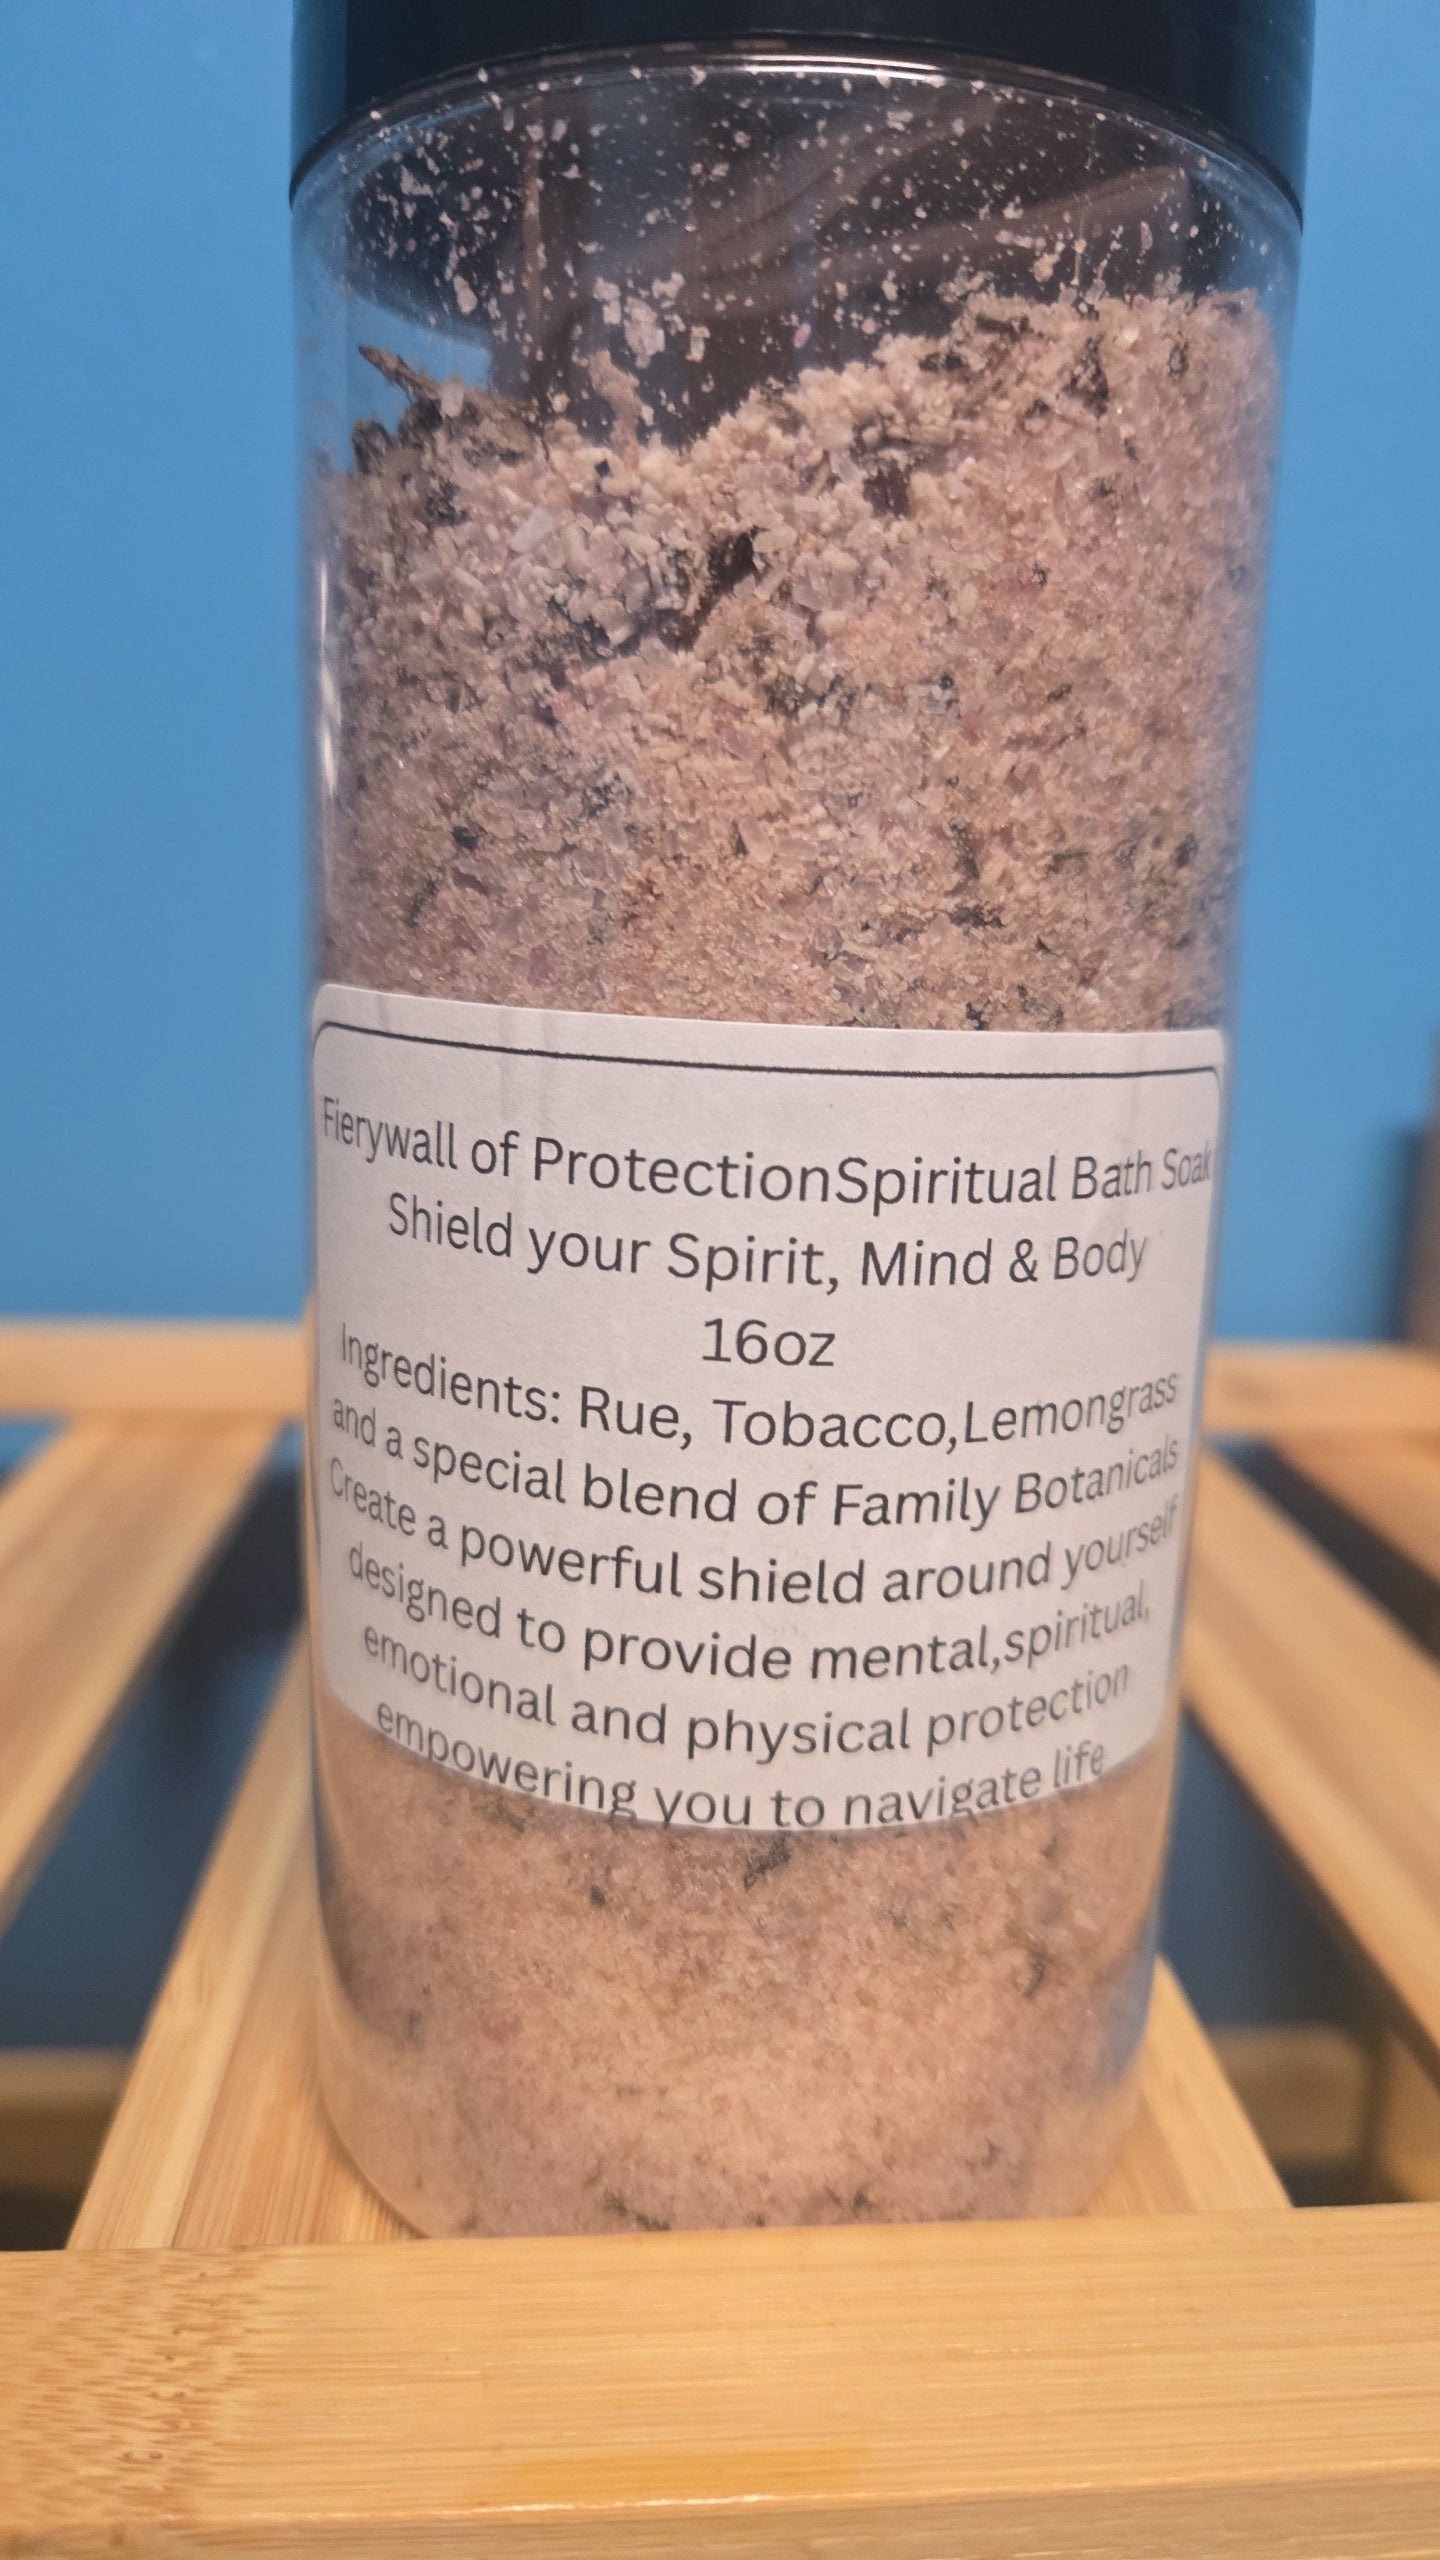 Fierywall of ProtectionSpiritual Bath Soak
Shield your Spirit, Mind & Body
16oz
Ingredients: Rue, Tobacco,Lemongrass
and a special blend of Family Botanicals
Create a powerful shield around yourself
designed to provide mental,spiritual,
emotional and physical protection
empowering you to navigate life